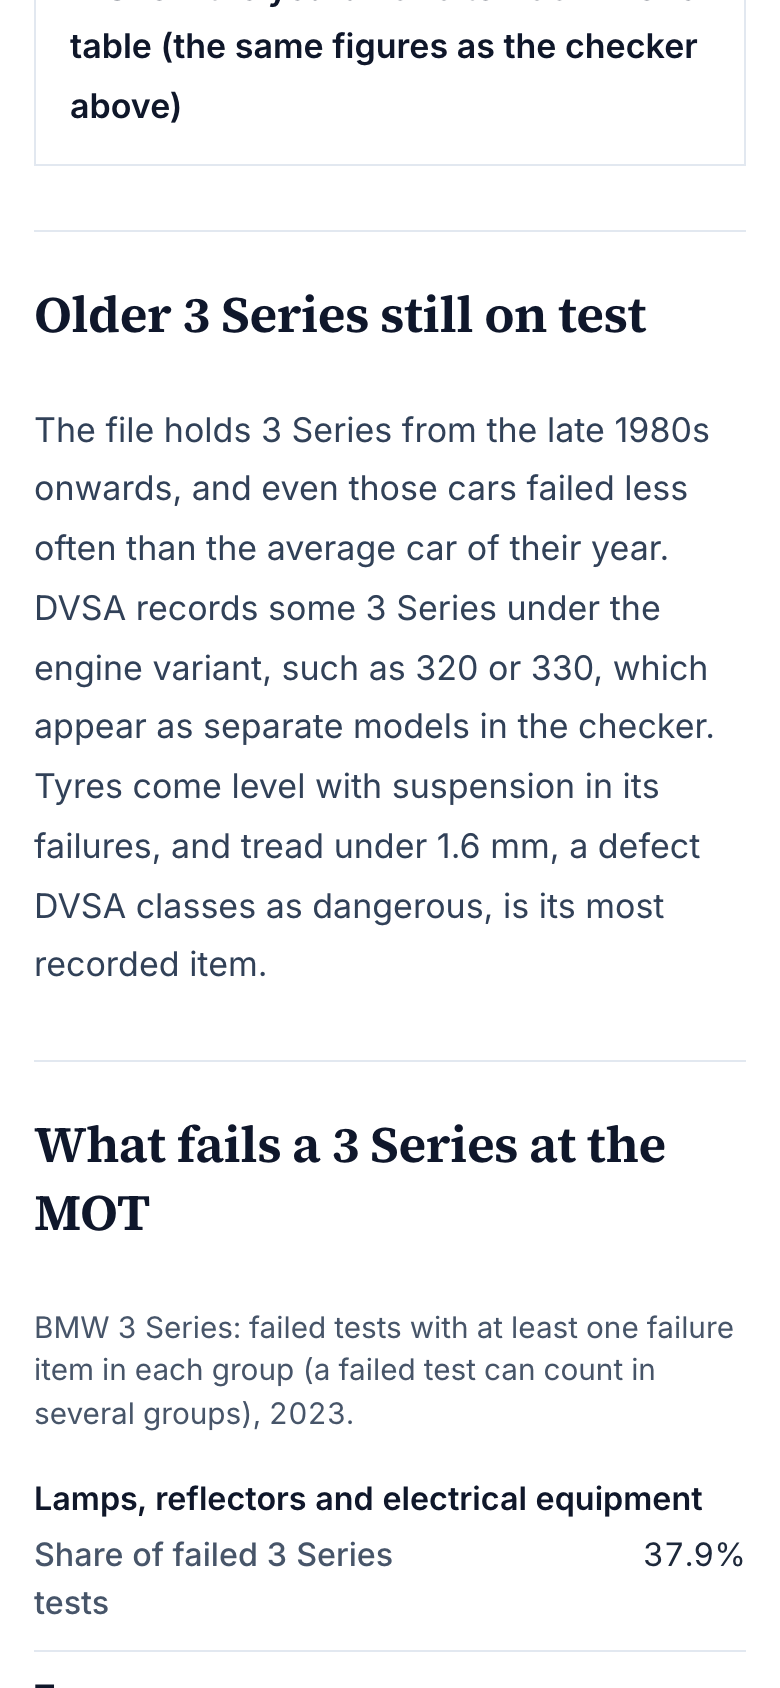 table (the same figures as the checker
above)
Older 3 Series still on test
The file holds 3 Series from the late 1980s
onwards, and even those cars failed less
often than the average car of their year.
DVSA records some 3 Series under the
engine variant, such as 320 or 330, which
appear as separate models in the checker.
Tyres come level with suspension in its
failures, and tread under 1.6 mm, a defect
DVSA classes as dangerous, is its most
recorded item.
What fails a 3 Series at the
MOT
BMW 3 Series: failed tests with at least one failure
item in each group (a failed test can count in
several groups), 2023.
Lamps, reflectors and electrical equipment
Share of failed 3 Series 37.9%
tests